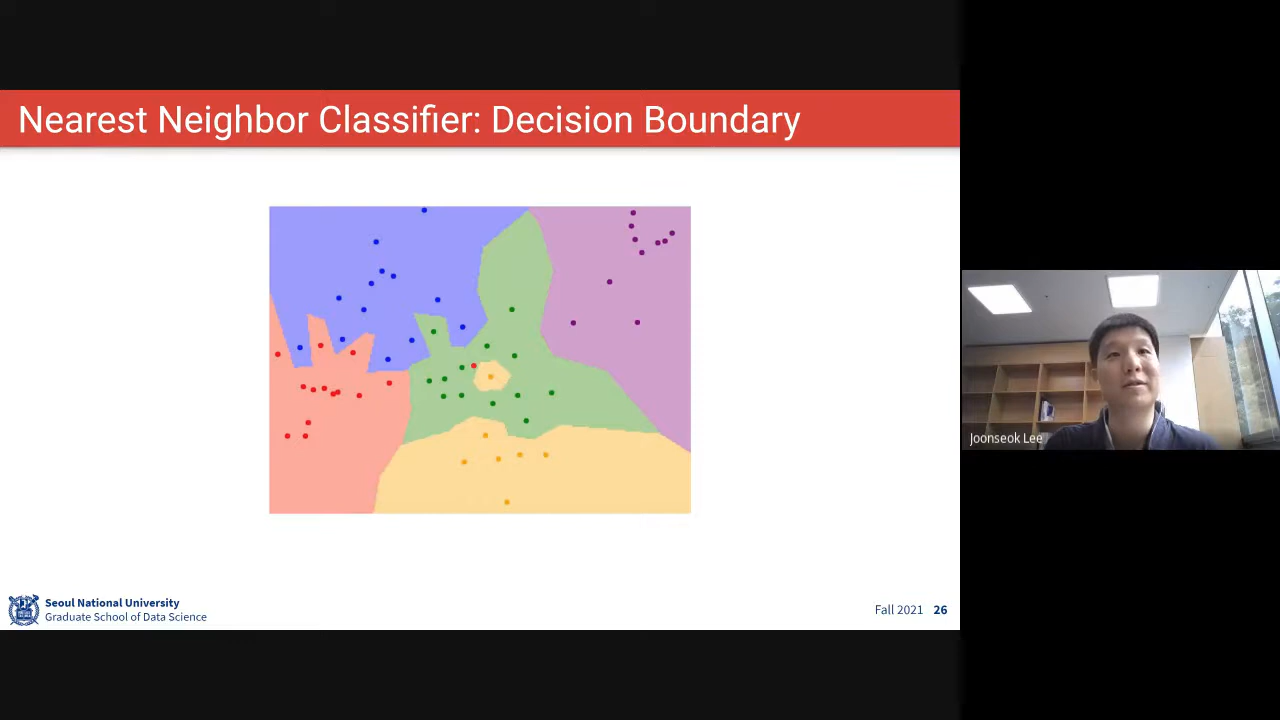 Nearest Neighbor Classifier: Decision Boundary
Joonseok Lee
Seoul National University
Graduate School of Data Science
Fall 2021 26